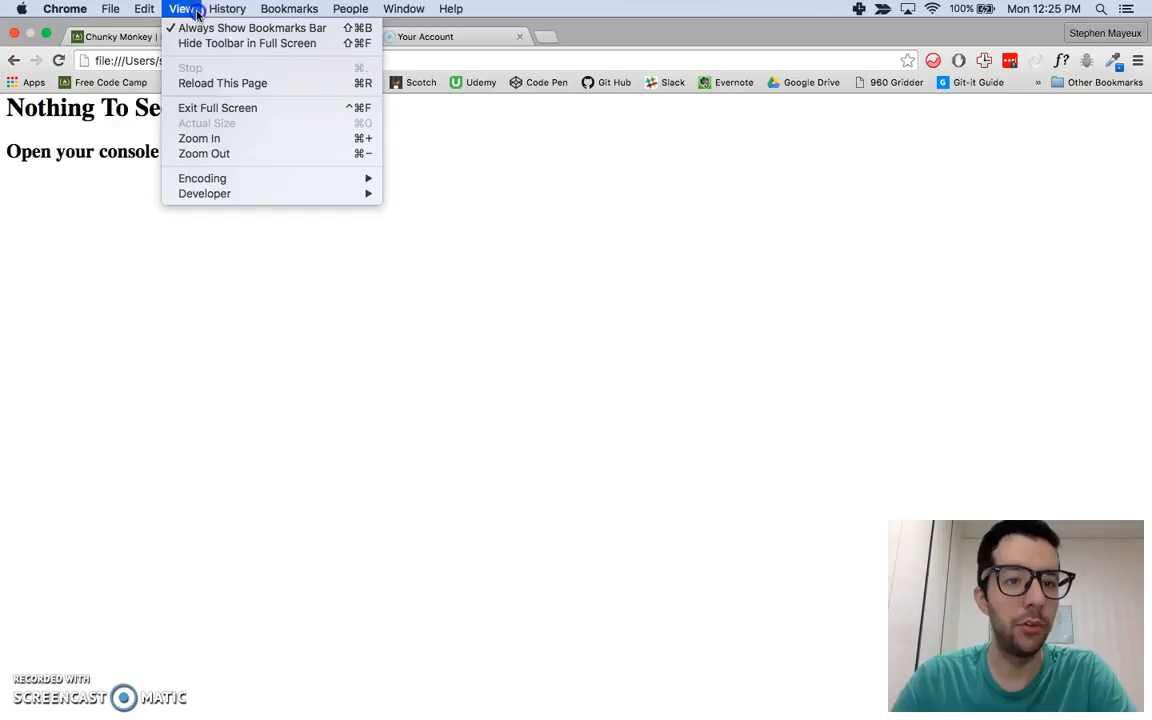 Chrome File Edit View History Bookmarks People Window Help 100% Mon 12:25 PM
Chunky Monkey | Your Account Stephen Mayeux
file:///Users/s
Apps Free Code Camp Scotch Udemy Code Pen Git Hub Slack Evernote Google Drive 960 Gridder Git-it Guide » Other Bookmarks
✓ Always Show Bookmarks Bar ⇧⌘B
Hide Toolbar in Full Screen ⇧⌘F
Stop ⌘.
Reload This Page ⌘R
Exit Full Screen ^⌘F
Actual Size ⌘0
Zoom In ⌘+
Zoom Out ⌘−
Encoding ▶
Developer ▶
Nothing To Se
Open your console
RECORDED WITH
SCREENCAST MATIC